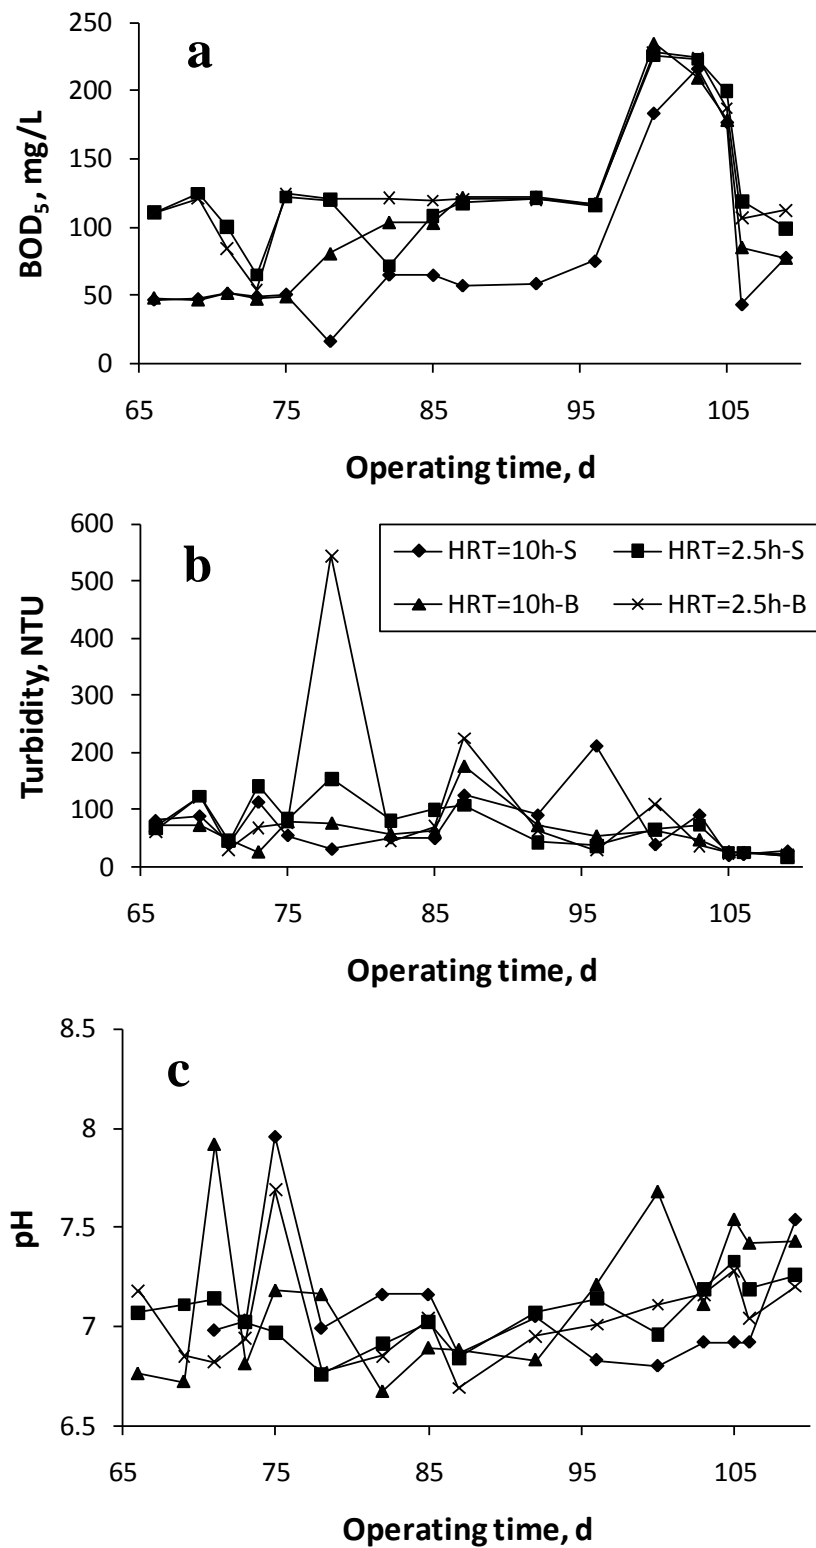 a
250
200
150
100
50
0
BOD₅, mg/L
65 75 85 95 105
Operating time, d
b
600
500
400
300
200
100
0
Turbidity, NTU
HRT=10h-S HRT=2.5h-S
HRT=10h-B HRT=2.5h-B
65 75 85 95 105
Operating time, d
c
8.5
8
7.5
7
6.5
pH
65 75 85 95 105
Operating time, d